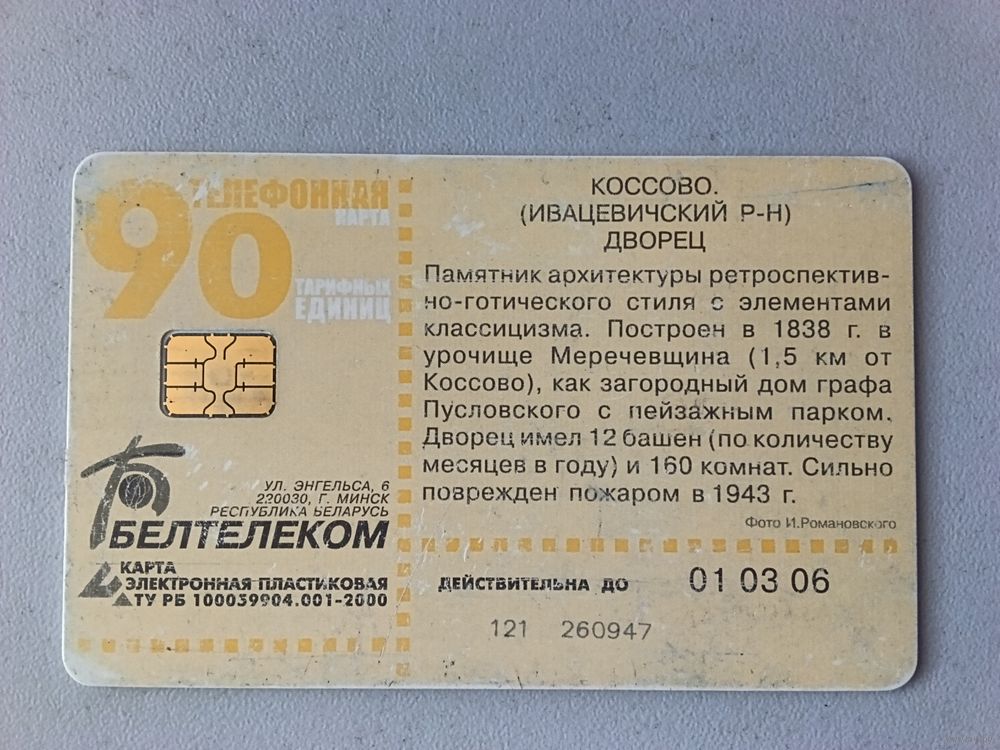 ТЕЛЕФОННАЯ
КАРТА
90
ТАРИФНЫХ
ЕДИНИЦ
БЕЛТЕЛЕКОМ
УЛ. ЭНГЕЛЬСА, 6
220030, Г. МИНСК
РЕСПУБЛИКА БЕЛАРУСЬ
КАРТА
ЭЛЕКТРОННАЯ ПЛАСТИКОВАЯ
ТУ РБ 100039904.001-2000
КОССОВО.
(ИВАЦЕВИЧСКИЙ Р-Н)
ДВОРЕЦ
Памятник архитектуры ретроспектив-
но-готического стиля с элементами
классицизма. Построен в 1838 г. в
урочище Меречевщина (1,5 км от
Коссово), как загородный дом графа
Пусловского с пейзажным парком.
Дворец имел 12 башен (по количеству
месяцев в году) и 160 комнат. Сильно
поврежден пожаром в 1943 г.
Фото И.Романовского
ДЕЙСТВИТЕЛЬНА ДО 01 03 06
121 260947